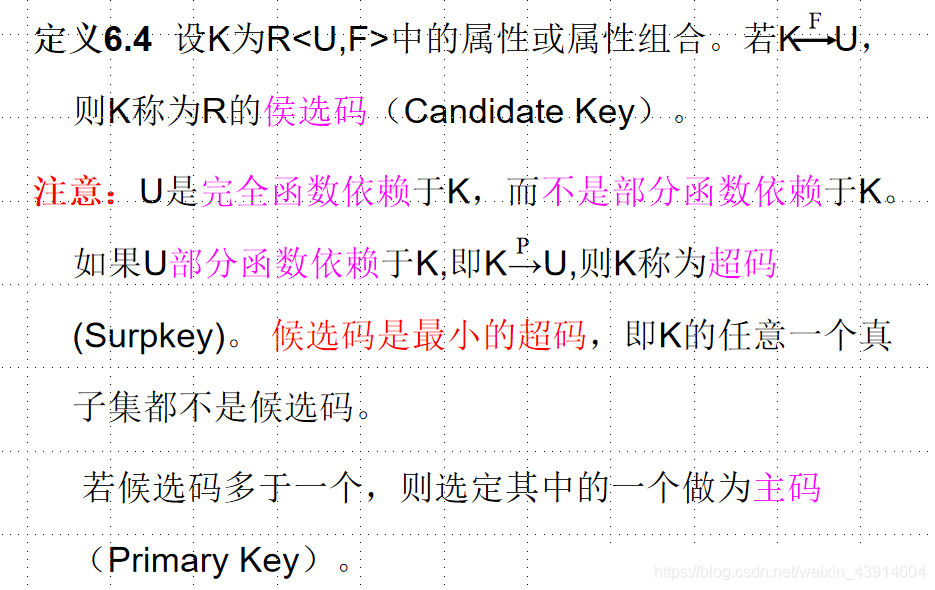 定义6.4 设K为R<U,F>中的属性或属性组合。若K F→ U，
则K称为R的侯选码（Candidate Key）。
注意：U是完全函数依赖于K，而不是部分函数依赖于K。
如果U部分函数依赖于K,即K P→ U,则K称为超码
(Surpkey)。 候选码是最小的超码，即K的任意一个真
子集都不是候选码。
若候选码多于一个，则选定其中的一个做为主码
（Primary Key）。
https://blog.csdn.net/weixin_43914604